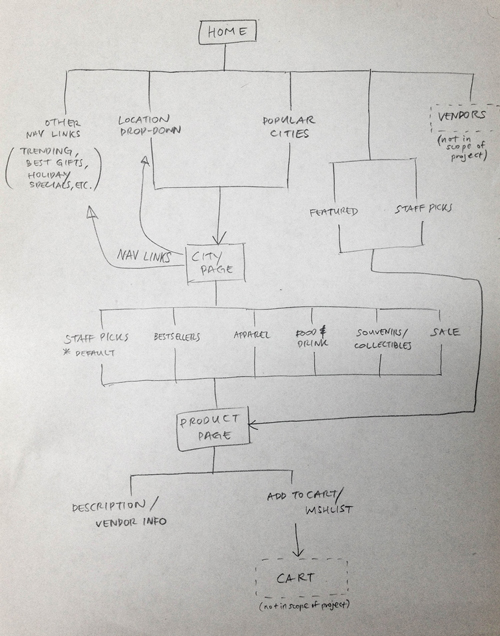 HOME
OTHER
NAV LINKS
(TRENDING,
BEST GIFTS,
HOLIDAY
SPECIALS, ETC.)
LOCATION
DROP-DOWN
POPULAR
CITIES
VENDORS
(not in
scope of
project)
FEATURED
STAFF PICKS
NAV LINKS
CITY
PAGE
STAFF PICKS
* DEFAULT
BESTSELLERS
APPAREL
FOOD &
DRINK
SOUVENIRS/
COLLECTIBLES
SALE
PRODUCT
PAGE
DESCRIPTION/
VENDOR INFO
ADD TO CART/
WISHLIST
CART
(not in scope of project)